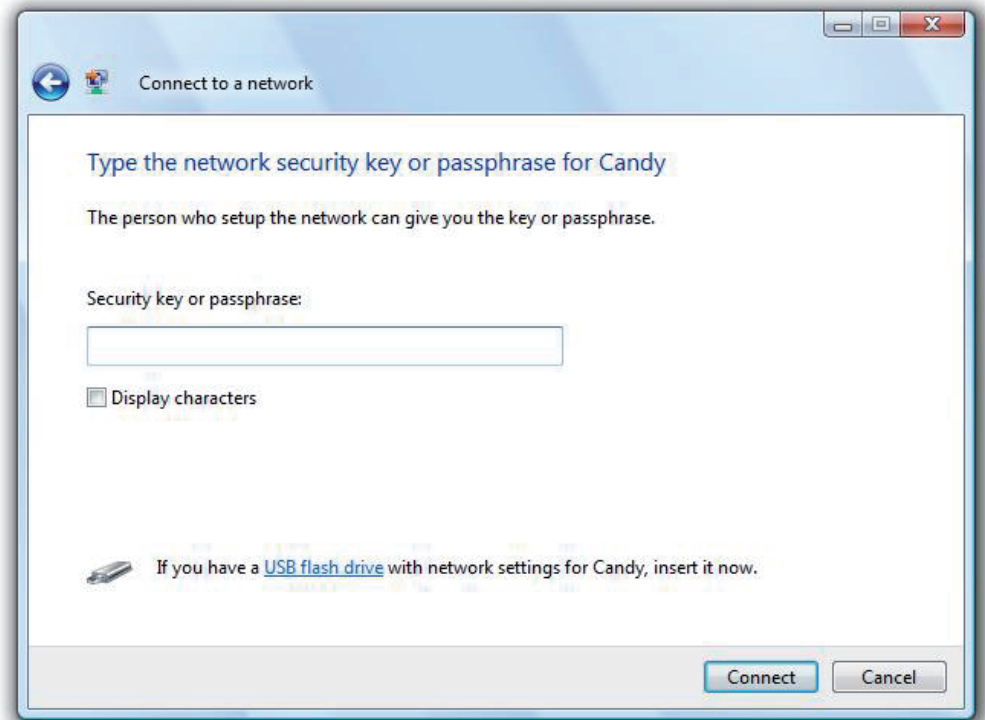 Connect to a network
Type the network security key or passphrase for Candy
The person who setup the network can give you the key or passphrase.
Security key or passphrase:
Display characters
If you have a USB flash drive with network settings for Candy, insert it now.
Connect Cancel